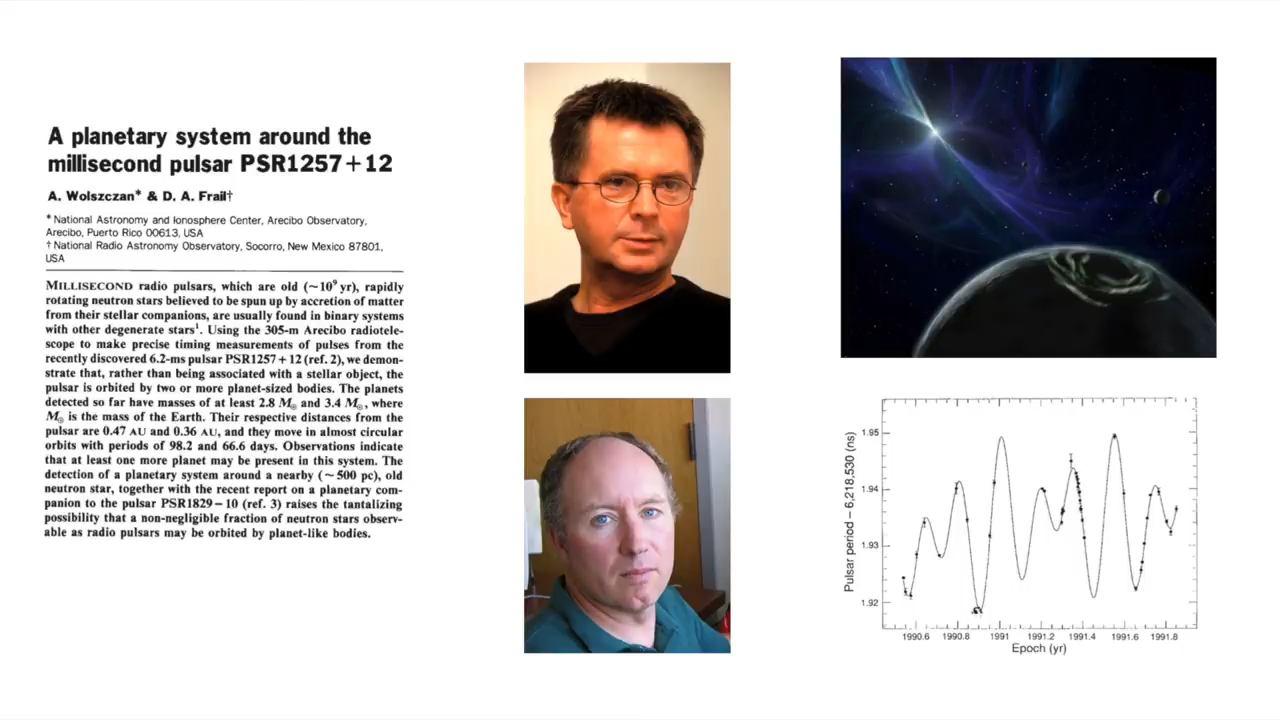 A planetary system around the
millisecond pulsar PSR1257+12
A. Wolszczan* & D. A. Frail†
* National Astronomy and Ionosphere Center, Arecibo Observatory,
Arecibo, Puerto Rico 00613, USA
† National Radio Astronomy Observatory, Socorro, New Mexico 87801,
USA
MILLISECOND radio pulsars, which are old (~10⁹ yr), rapidly
rotating neutron stars believed to be spun up by accretion of matter
from their stellar companions, are usually found in binary systems
with other degenerate stars¹. Using the 305-m Arecibo radiotele-
scope to make precise timing measurements of pulses from the
recently discovered 6.2-ms pulsar PSR1257+12 (ref. 2), we demon-
strate that, rather than being associated with a stellar object, the
pulsar is orbited by two or more planet-sized bodies. The planets
detected so far have masses of at least 2.8 M⊕ and 3.4 M⊕, where
M⊕ is the mass of the Earth. Their respective distances from the
pulsar are 0.47 AU and 0.36 AU, and they move in almost circular
orbits with periods of 98.2 and 66.6 days. Observations indicate
that at least one more planet may be present in this system. The
detection of a planetary system around a nearby (~500 pc), old
neutron star, together with the recent report on a planetary com-
panion to the pulsar PSR1829−10 (ref. 3) raises the tantalizing
possibility that a non-negligible fraction of neutron stars observ-
able as radio pulsars may be orbited by planet-like bodies.
Pulsar period − 6,218,530 (ns)
1.95
1.94
1.93
1.92
1990.6 1990.8 1991 1991.2 1991.4 1991.6 1991.8
Epoch (yr)